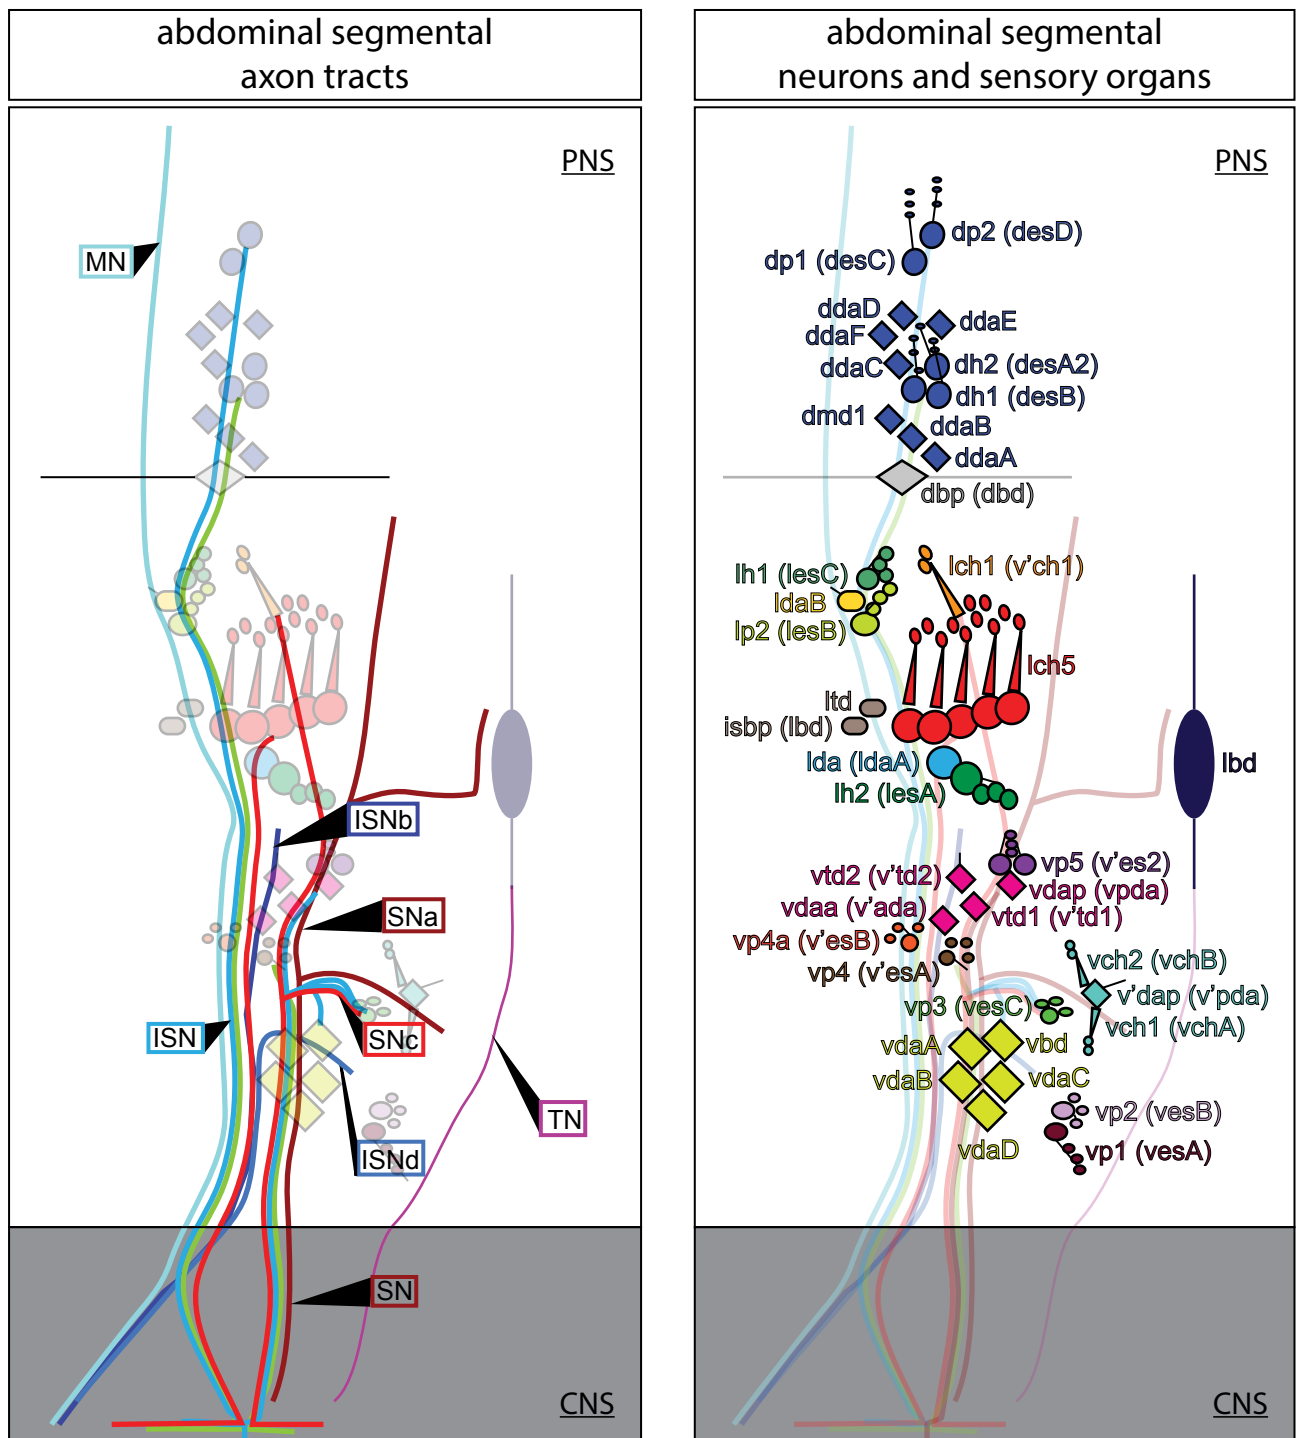 abdominal segmental
axon tracts
PNS
MN
ISNb
SNa
ISN
SNc
TN
ISNd
SN
CNS
abdominal segmental
neurons and sensory organs
PNS
dp2 (desD)
dp1 (desC)
ddaD
ddaE
ddaF
ddaC
dh2 (desA2)
dh1 (desB)
dmd1
ddaB
ddaA
dbp (dbd)
lh1 (lesC)
lch1 (v'ch1)
ldaB
lp2 (lesB)
lch5
ltd
isbp (lbd)
lda (ldaA)
lbd
lh2 (lesA)
vp5 (v'es2)
vtd2 (v'td2)
vdap (vpda)
vdaa (v'ada)
vtd1 (v'td1)
vp4a (v'esB)
vp4 (v'esA)
vch2 (vchB)
v'dap (v'pda)
vp3 (vesC)
vch1 (vchA)
vdaA
vbd
vdaB
vdaC
vp2 (vesB)
vdaD
vp1 (vesA)
CNS